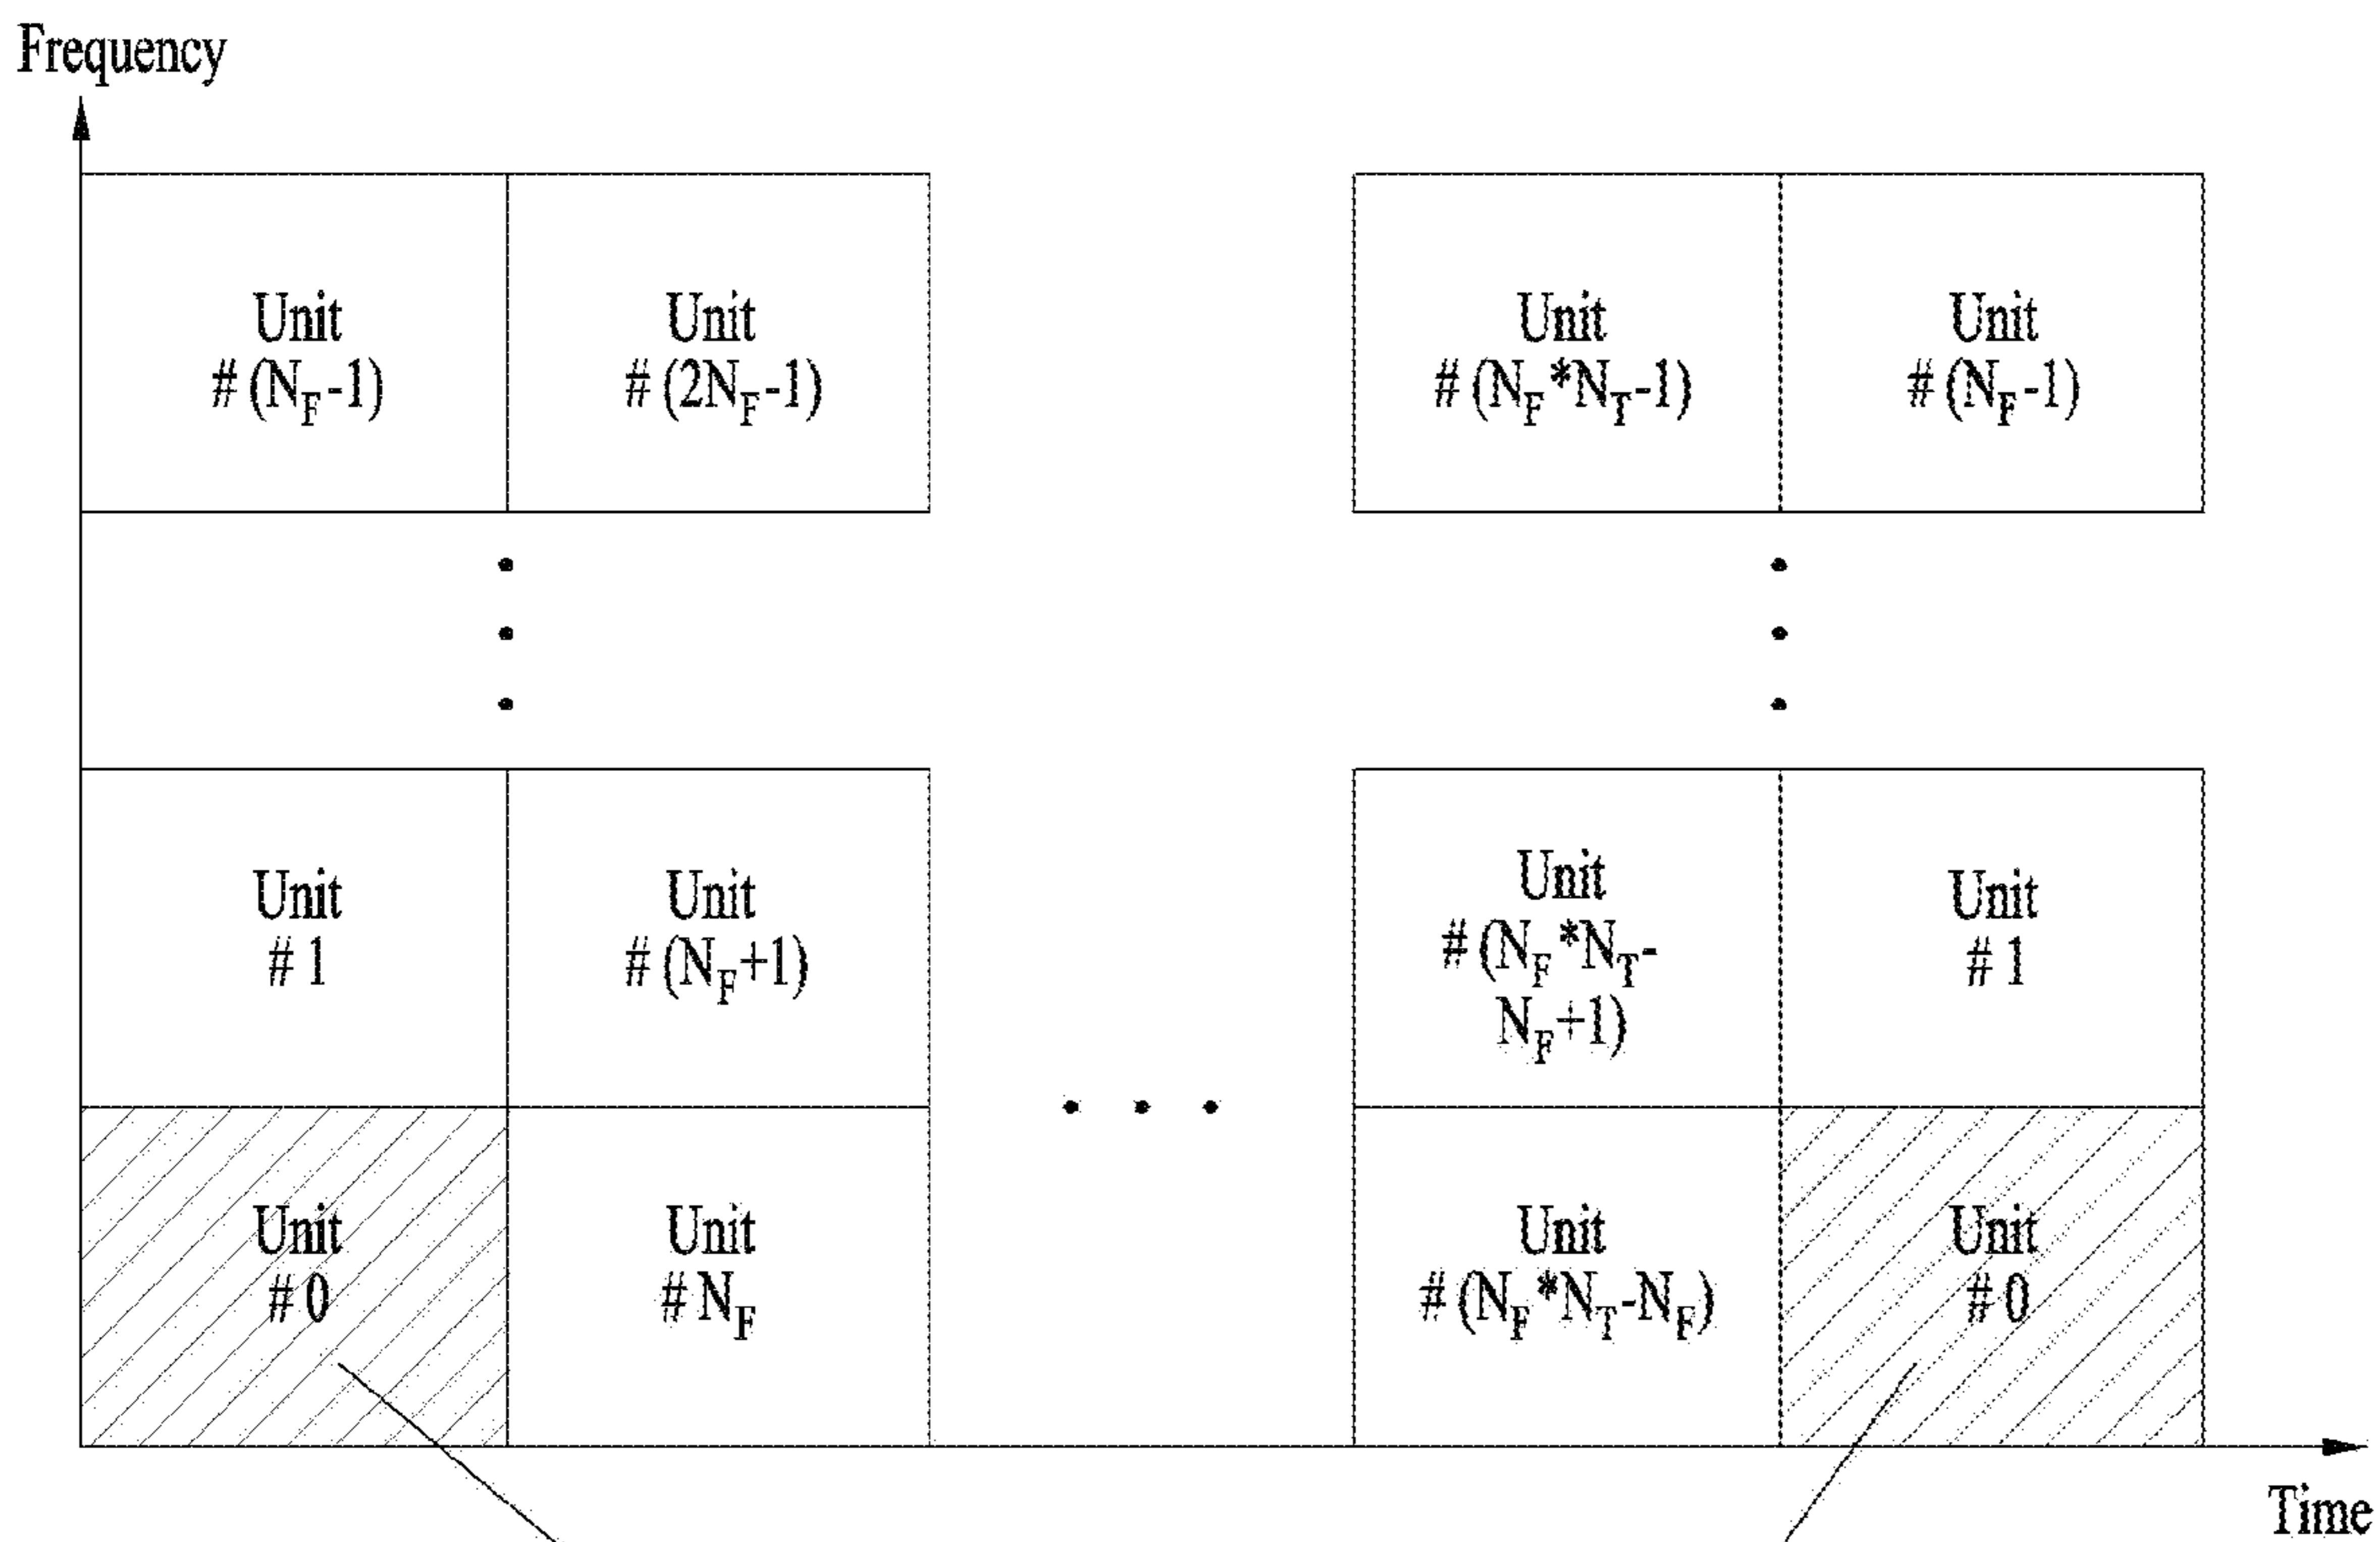 Frequency
Unit
# (N_F-1)
Unit
# (2N_F-1)
Unit
# (N_F*N_T-1)
Unit
# (N_F-1)
Unit
# 1
Unit
# (N_F+1)
Unit
# (N_F*N_T-
N_F+1)
Unit
# 1
Unit
# 0
Unit
# N_F
Unit
# (N_F*N_T-N_F)
Unit
# 0
Time